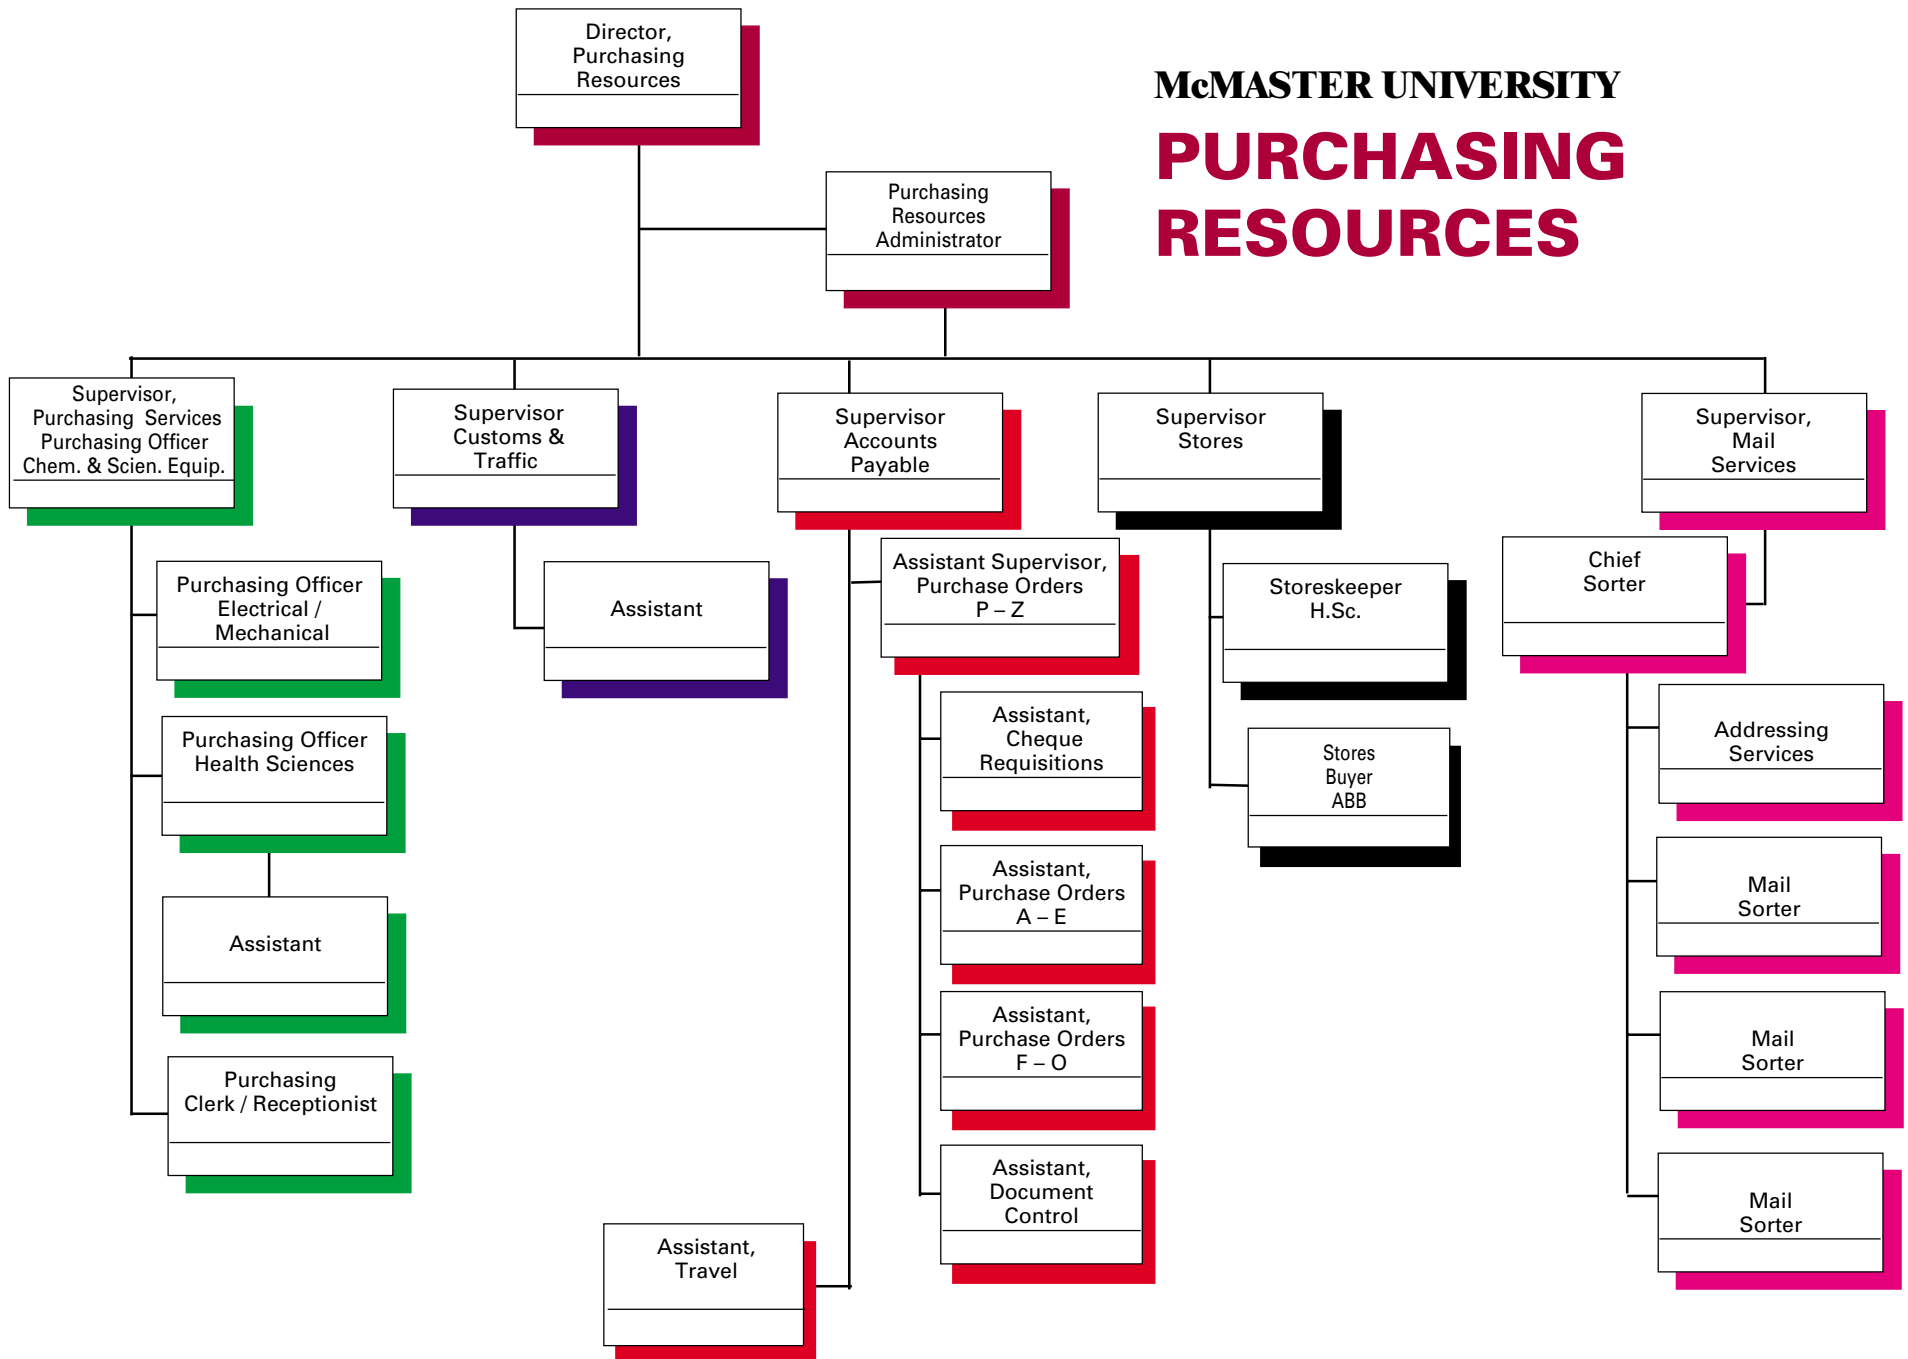 Director,
Purchasing
Resources
McMASTER UNIVERSITY
PURCHASING
RESOURCES
Purchasing
Resources
Administrator
Supervisor,
Purchasing Services
Purchasing Officer
Chem. & Scien. Equip.
Purchasing Officer
Electrical /
Mechanical
Purchasing Officer
Health Sciences
Assistant
Purchasing
Clerk / Receptionist
Supervisor
Customs &
Traffic
Assistant
Supervisor
Accounts
Payable
Assistant Supervisor,
Purchase Orders
P – Z
Assistant,
Cheque
Requisitions
Assistant,
Purchase Orders
A – E
Assistant,
Purchase Orders
F – O
Assistant,
Document
Control
Assistant,
Travel
Supervisor
Stores
Storeskeeper
H.Sc.
Stores
Buyer
ABB
Supervisor,
Mail
Services
Chief
Sorter
Addressing
Services
Mail
Sorter
Mail
Sorter
Mail
Sorter